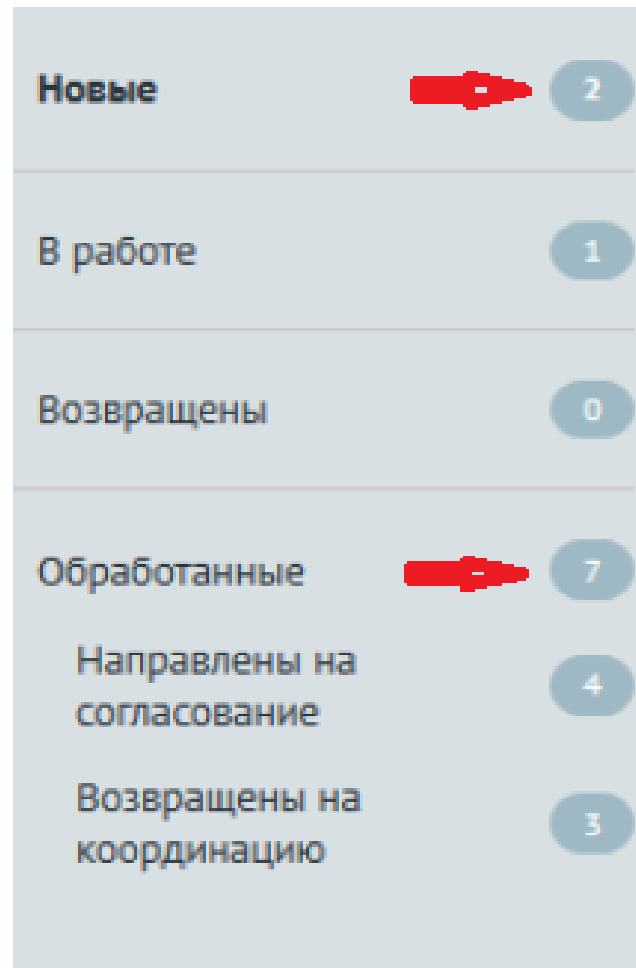 Новые 2
В работе 1
Возвращены 0
Обработанные 7
Направлены на
согласование 4
Возвращены на
координацию 3